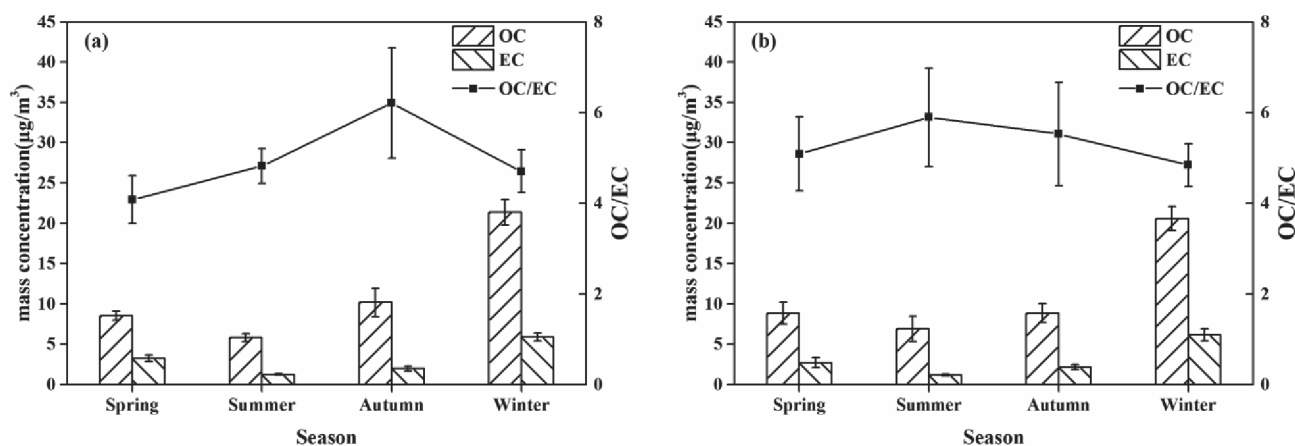 (a)
OC
EC
OC/EC
mass concentration(μg/m³)
45
40
35
30
25
20
15
10
5
0
8
6
4
2
0
OC/EC
Spring Summer Autumn Winter
Season
(b)
OC
EC
OC/EC
mass concentration(μg/m³)
45
40
35
30
25
20
15
10
5
0
8
6
4
2
0
OC/EC
Spring Summer Autumn Winter
Season